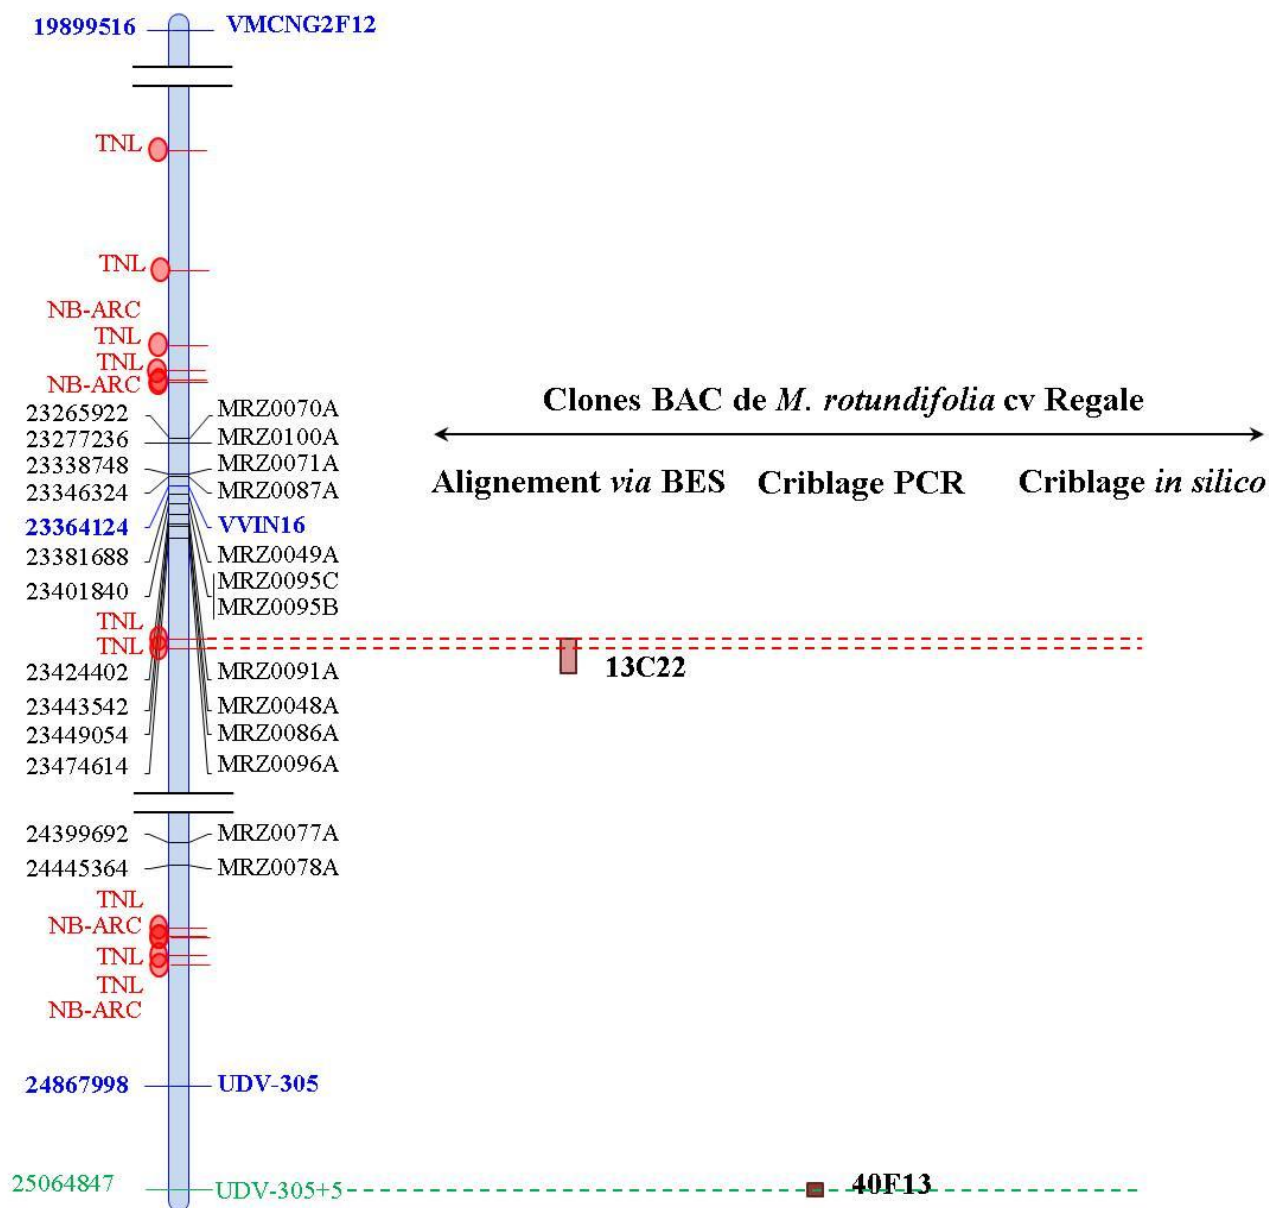 19899516 VMCNG2F12
TNL
TNL
NB-ARC
TNL
TNL
NB-ARC
23265922 MRZ0070A
23277236 MRZ0100A
23338748 MRZ0071A
23346324 MRZ0087A
23364124 VVIN16
23381688 MRZ0049A
23401840 MRZ0095C
MRZ0095B
TNL
TNL
23424402 MRZ0091A
23443542 MRZ0048A
23449054 MRZ0086A
23474614 MRZ0096A
24399692 MRZ0077A
24445364 MRZ0078A
TNL
NB-ARC
TNL
TNL
NB-ARC
24867998 UDV-305
25064847 UDV-305+5
Clones BAC de M. rotundifolia cv Regale
Alignement via BES Criblage PCR Criblage in silico
13C22
40F13